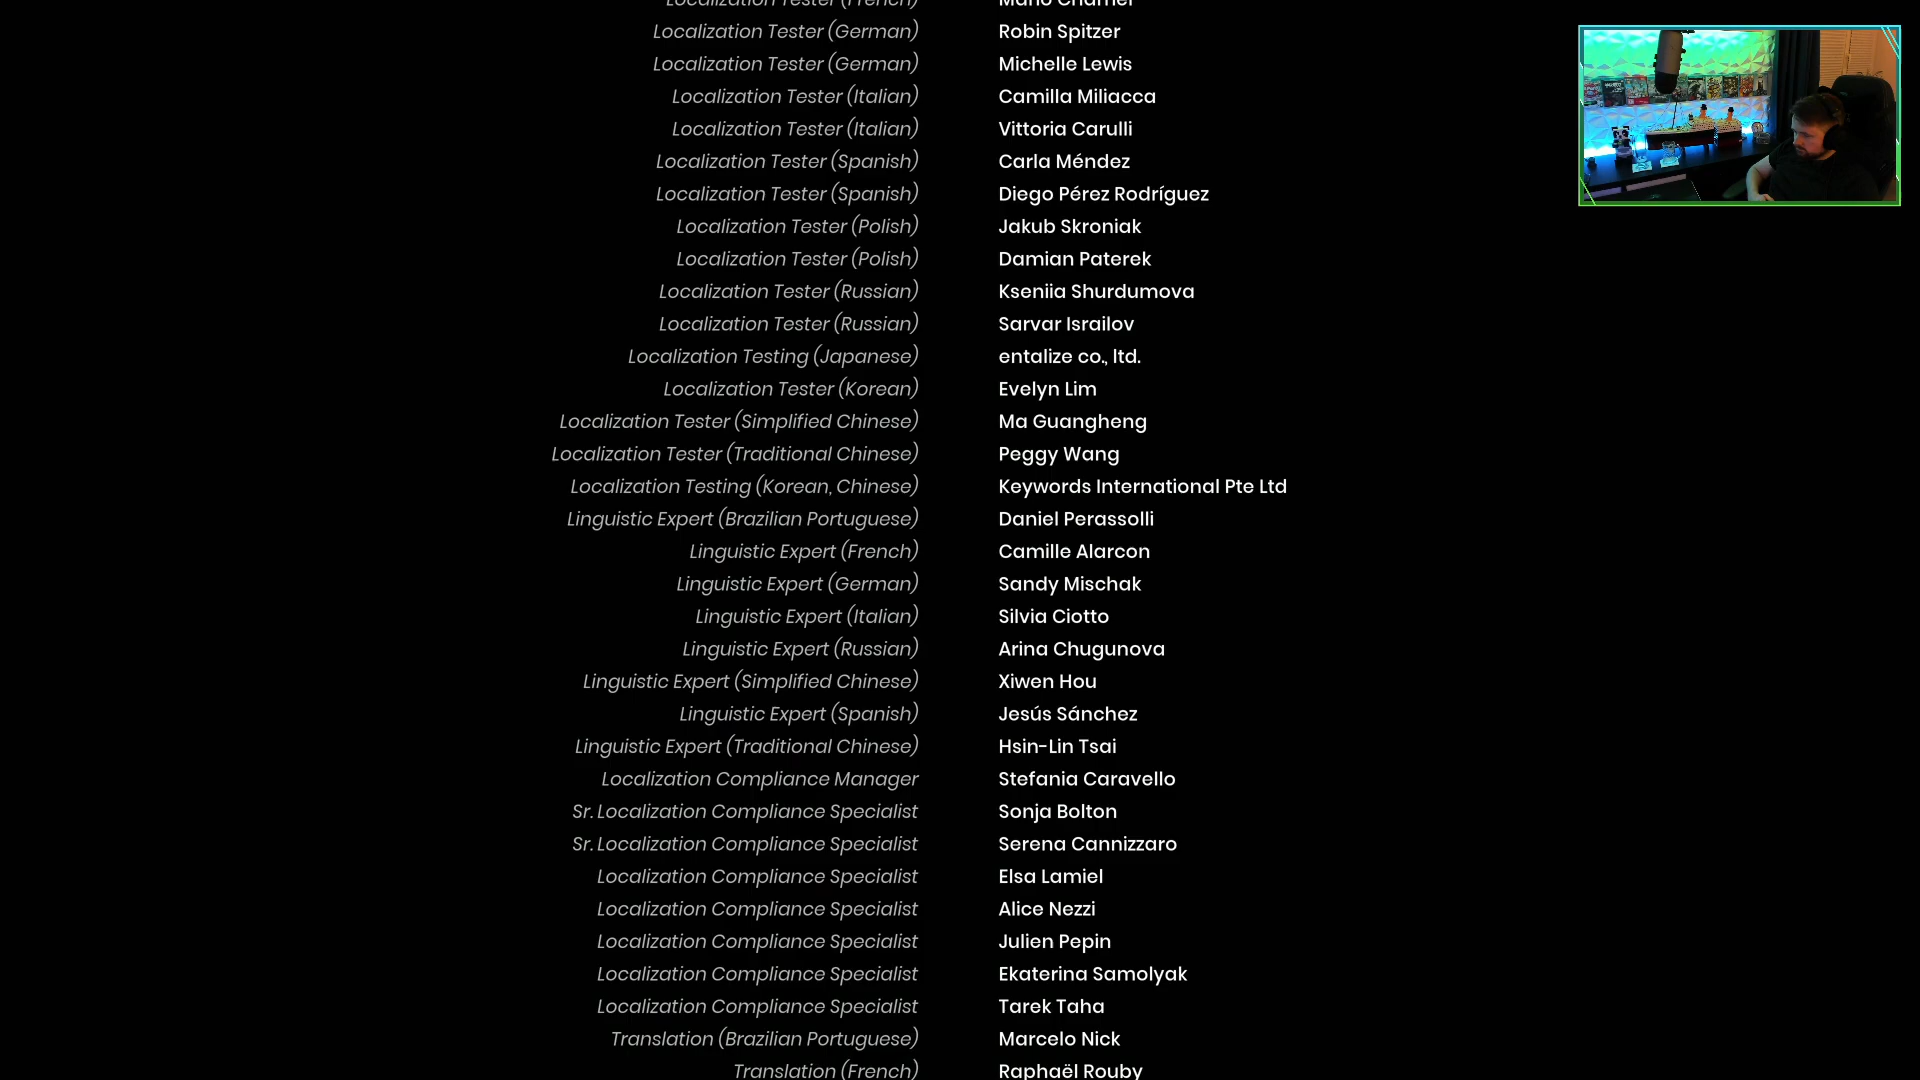 Localization Tester (French) Mario Chamer
Localization Tester (German) Robin Spitzer
Localization Tester (German) Michelle Lewis
Localization Tester (Italian) Camilla Miliacca
Localization Tester (Italian) Vittoria Carulli
Localization Tester (Spanish) Carla Méndez
Localization Tester (Spanish) Diego Pérez Rodríguez
Localization Tester (Polish) Jakub Skroniak
Localization Tester (Polish) Damian Paterek
Localization Tester (Russian) Kseniia Shurdumova
Localization Tester (Russian) Sarvar Israilov
Localization Testing (Japanese) entalize co., ltd.
Localization Tester (Korean) Evelyn Lim
Localization Tester (Simplified Chinese) Ma Guangheng
Localization Tester (Traditional Chinese) Peggy Wang
Localization Testing (Korean, Chinese) Keywords International Pte Ltd
Linguistic Expert (Brazilian Portuguese) Daniel Perassolli
Linguistic Expert (French) Camille Alarcon
Linguistic Expert (German) Sandy Mischak
Linguistic Expert (Italian) Silvia Ciotto
Linguistic Expert (Russian) Arina Chugunova
Linguistic Expert (Simplified Chinese) Xiwen Hou
Linguistic Expert (Spanish) Jesús Sánchez
Linguistic Expert (Traditional Chinese) Hsin-Lin Tsai
Localization Compliance Manager Stefania Caravello
Sr. Localization Compliance Specialist Sonja Bolton
Sr. Localization Compliance Specialist Serena Cannizzaro
Localization Compliance Specialist Elsa Lamiel
Localization Compliance Specialist Alice Nezzi
Localization Compliance Specialist Julien Pepin
Localization Compliance Specialist Ekaterina Samolyak
Localization Compliance Specialist Tarek Taha
Translation (Brazilian Portuguese) Marcelo Nick
Translation (French) Raphaël Rouby